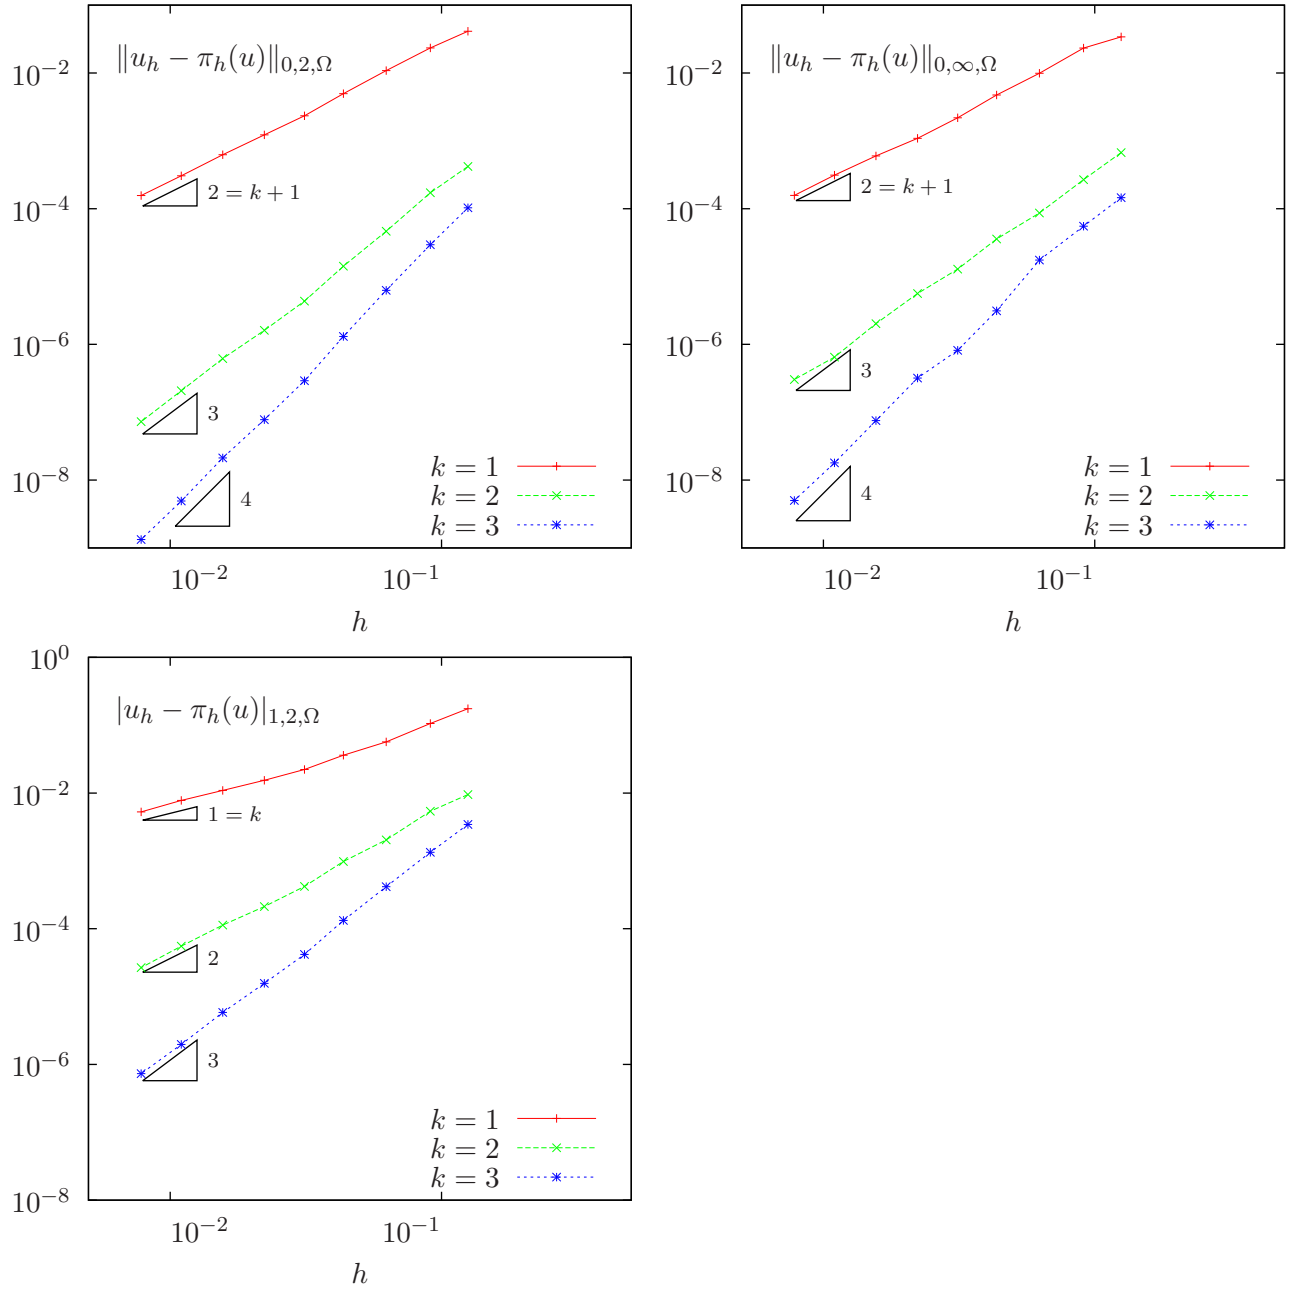 ‖u_h − π_h(u)‖_{0,2,Ω}
10^{−2}
10^{−4}
10^{−6}
10^{−8}
2 = k + 1
3
4
k = 1
k = 2
k = 3
10^{−2} 10^{−1}
h
‖u_h − π_h(u)‖_{0,∞,Ω}
10^{−2}
10^{−4}
10^{−6}
10^{−8}
2 = k + 1
3
4
k = 1
k = 2
k = 3
10^{−2} 10^{−1}
h
|u_h − π_h(u)|_{1,2,Ω}
10^{0}
10^{−2}
10^{−4}
10^{−6}
10^{−8}
1 = k
2
3
k = 1
k = 2
k = 3
10^{−2} 10^{−1}
h